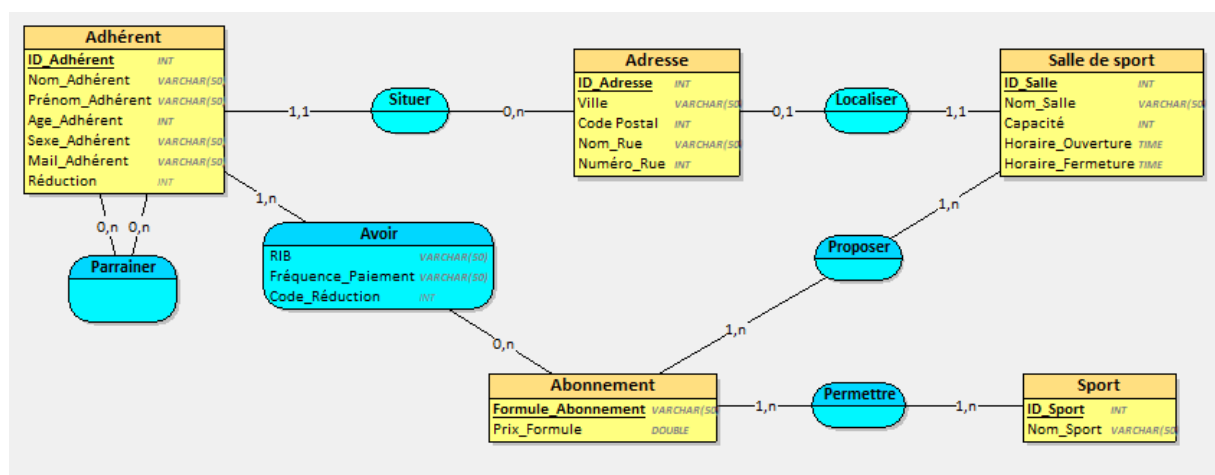 Adhérent
ID_Adhérent INT
Nom_Adhérent VARCHAR(50)
Prénom_Adhérent VARCHAR(50)
Age_Adhérent INT
Sexe_Adhérent VARCHAR(50)
Mail_Adhérent VARCHAR(50)
Réduction INT
1,1
Situer
0,n
Adresse
ID_Adresse INT
Ville VARCHAR(50
Code Postal INT
Nom_Rue VARCHAR(50
Numéro_Rue INT
0,1
Localiser
1,1
Salle de sport
ID_Salle INT
Nom_Salle VARCHAR(50
Capacité INT
Horaire_Ouverture TIME
Horaire_Fermeture TIME
0,n 0,n
Parrainer
1,n
Avoir
RIB VARCHAR(50)
Fréquence_Paiement VARCHAR(50)
Code_Réduction INT
0,n
1,n
Proposer
1,n
Abonnement
Formule_Abonnement VARCHAR(50
Prix_Formule DOUBLE
1,n
Permettre
1,n
Sport
ID_Sport INT
Nom_Sport VARCHAR(50